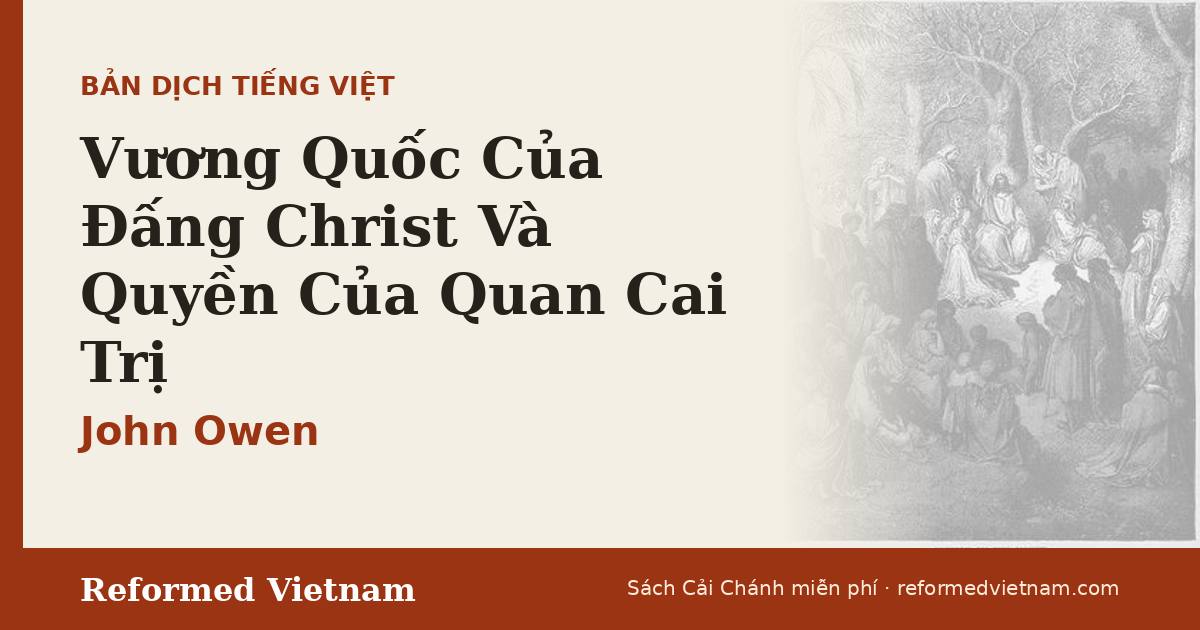 BẢN DỊCH TIẾNG VIỆT
Vương Quốc Của
Đấng Christ Và
Quyền Của Quan Cai
Trị
John Owen
Reformed Vietnam
Sách Cải Chánh miễn phí · reformedvietnam.com